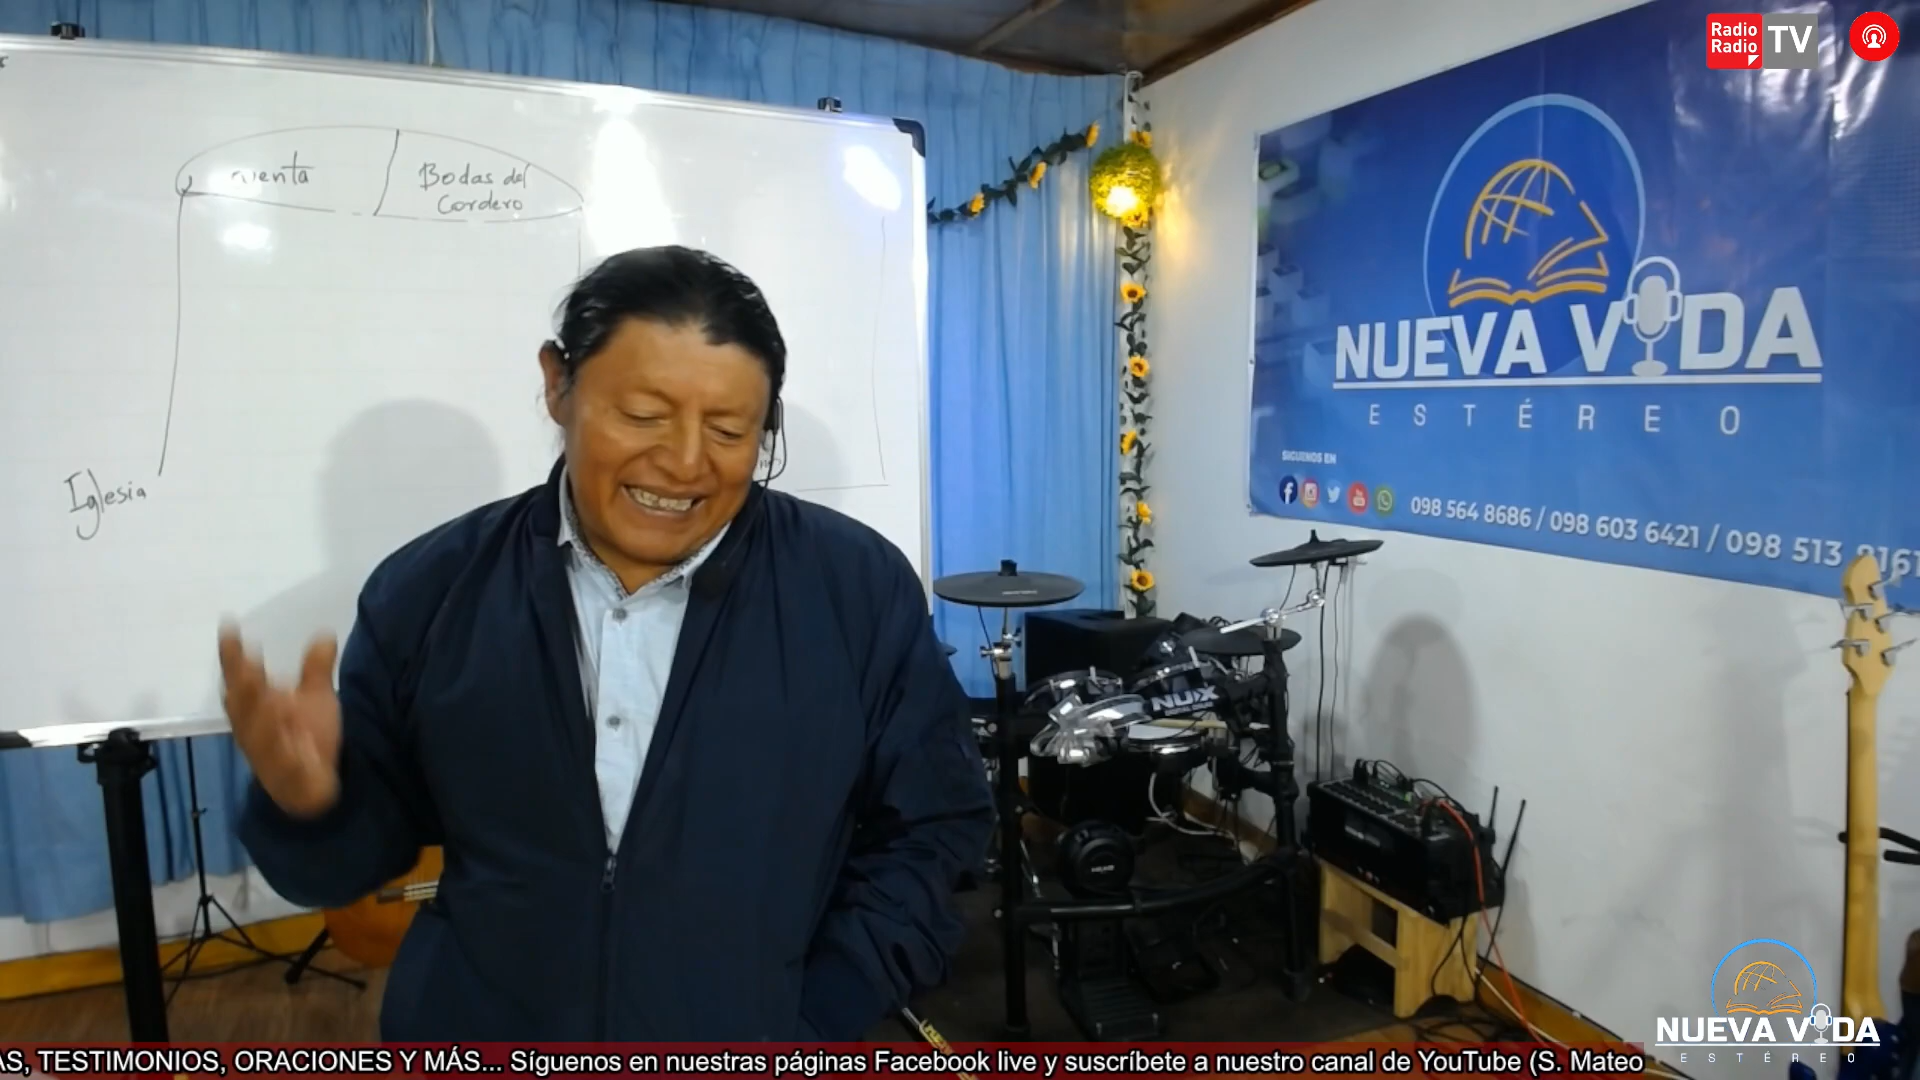 Radio
Radio
TV
Bodas del
Cordero
Iglesia
NUEVA VIDA
ESTÉREO
SIGUENOS EN
098 564 8686 / 098 603 6421 / 098 513
NUX
DIGITAL DRUM
NUEVA VIDA
ESTÉREO
AS, TESTIMONIOS, ORACIONES Y MÁS... Síguenos en nuestras páginas Facebook live y suscríbete a nuestro canal de YouTube (S. Mateo